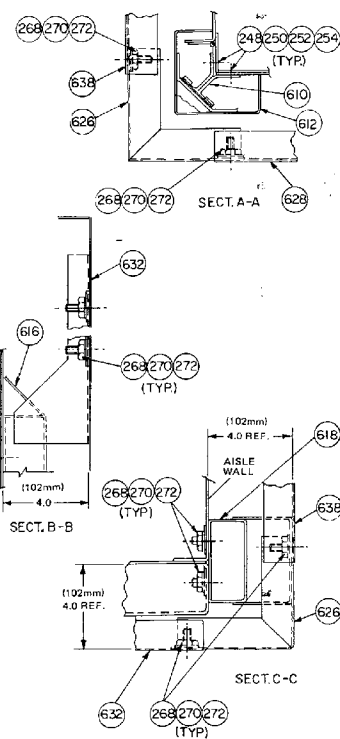 268 270 272
248 250 252 254
(TYP.)
638
610
626
612
268 270 272
SECT. A-A
628
632
616
268 270 272
(TYP.)
(102mm)
4.0
SECT. B-B
(102mm)
4.0 REF.
618
AISLE
WALL
268 270 272
(TYP)
638
(102mm)
4.0 REF.
626
SECT. C-C
632
268 270 272
(TYP)